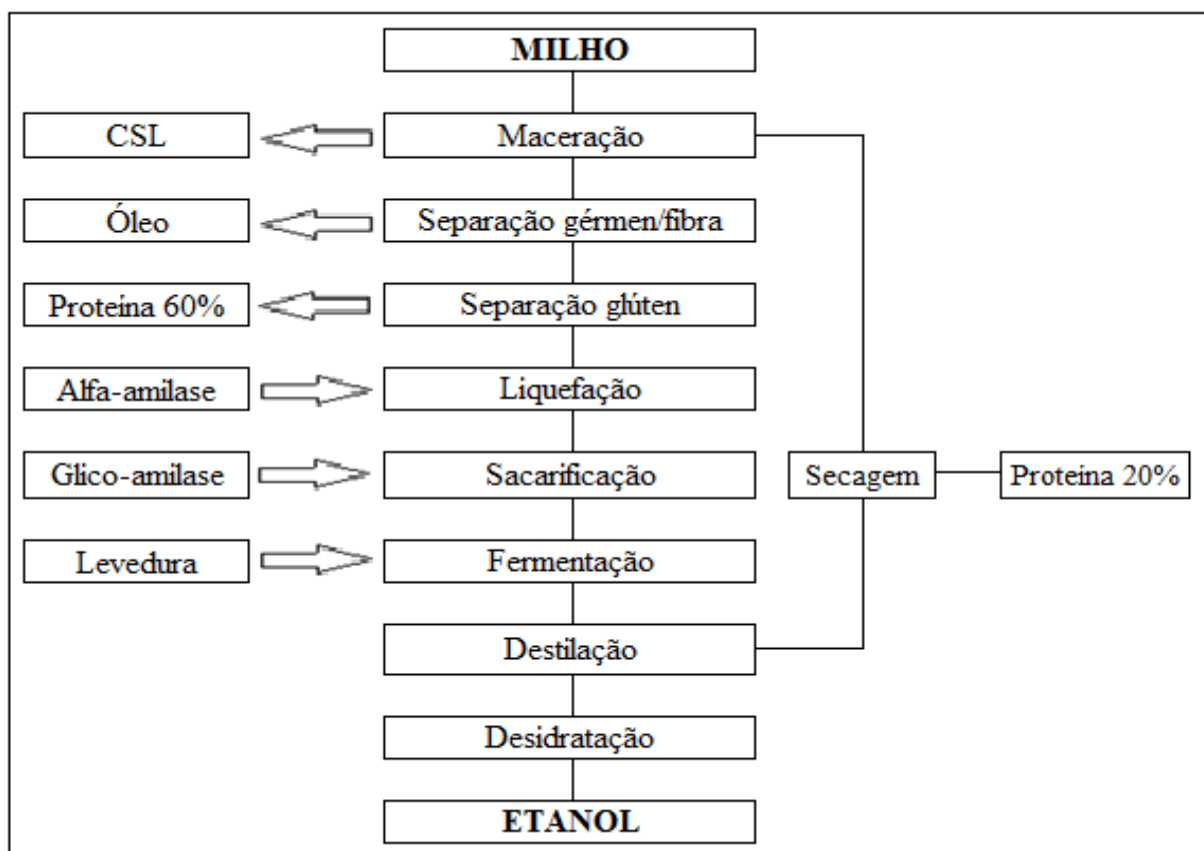 MILHO
CSL
Maceração
Óleo
Separação gérmen/fibra
Proteína 60%
Separação glúten
Alfa-amilase
Liquefação
Glico-amilase
Sacarificação
Secagem
Proteína 20%
Levedura
Fermentação
Destilação
Desidratação
ETANOL